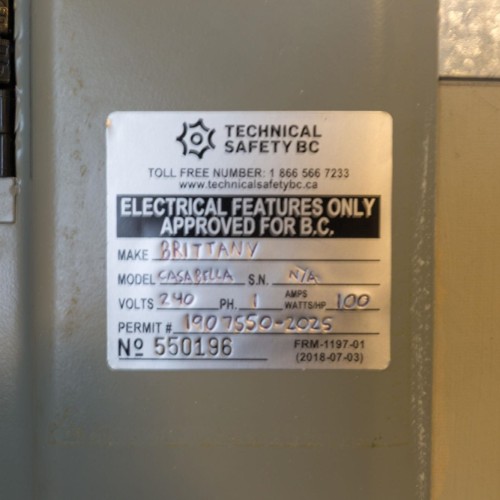 TECHNICAL
SAFETY BC
TOLL FREE NUMBER: 1 866 566 7233
www.technicalsafetybc.ca
ELECTRICAL FEATURES ONLY
APPROVED FOR B.C.
MAKE BRITTANY
MODEL CASABELLA S.N. N/A
VOLTS 240 PH. 1 AMPS WATTS/HP 100
PERMIT # 1907550-2025
Nº 550196 FRM-1197-01
(2018-07-03)